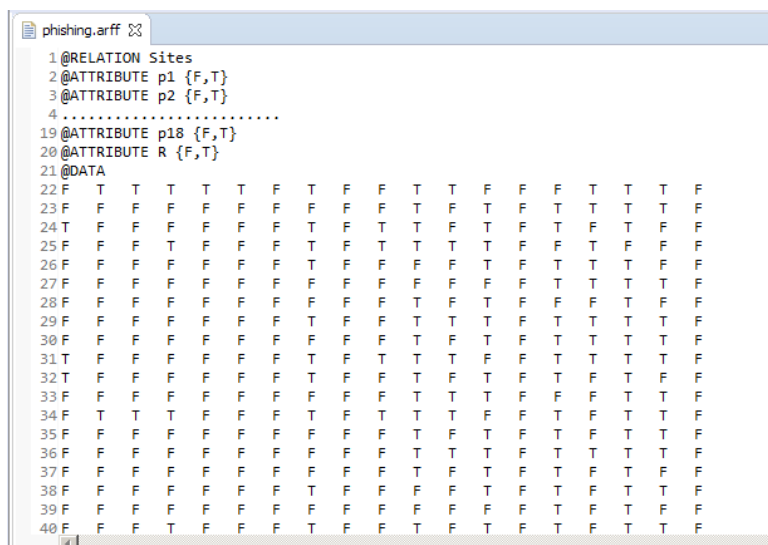 phishing.arff
1 @RELATION Sites
2 @ATTRIBUTE p1 {F,T}
3 @ATTRIBUTE p2 {F,T}
4 .........................
19 @ATTRIBUTE p18 {F,T}
20 @ATTRIBUTE R {F,T}
21 @DATA
22 F T T T T T F T F F T T F F F T T T F
23 F F F F F F F F F F T F T F T T T T F
24 T F F F F F F T F T T F T F T F T F F
25 F F F T F F F T F T T T T F F T F F F
26 F F F F F F F T F F F F T F T T T F F
27 F F F F F F F F F F F F F F T T T T F
28 F F F F F F F F F F T F T F F F T F F
29 F F F F F F F T F F T T T F T T T T F
30 F F F F F F F F F F T F T F T T T T F
31 T F F F F F F T F T T T F F T T T T F
32 T F F F F F F T F F T F T F T F T F F
33 F F F F F F F F F F T T T F F F T T F
34 F T T T F F F T F T T T F F T F T T F
35 F F F F F F F F F F T F T F T F T T F
36 F F F F F F F F F F T T T F T T T T F
37 F F F F F F F F F F T F T F T F T F F
38 F F F F F F F T F F F F T F T F T T F
39 F F F F F F F F F F F F F F T F T F F
40 F F F T F F F T F F T F T F T F T T F